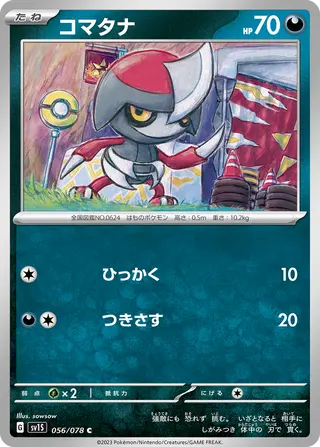 たね
コマタナ
HP70
全国図鑑NO.0624 はものポケモン 高さ:0.5m 重さ:10.2kg
ひっかく 10
つきさす 20
弱点 ×2 抵抗力 にげる
Illus. sowsow
G sv1S 056/078 C
強敵にも 恐れず 挑む。いざとなると
しがみつき 体中の 刃で 貫く。
©2023 Pokémon/Nintendo/Creatures/GAME FREAK.